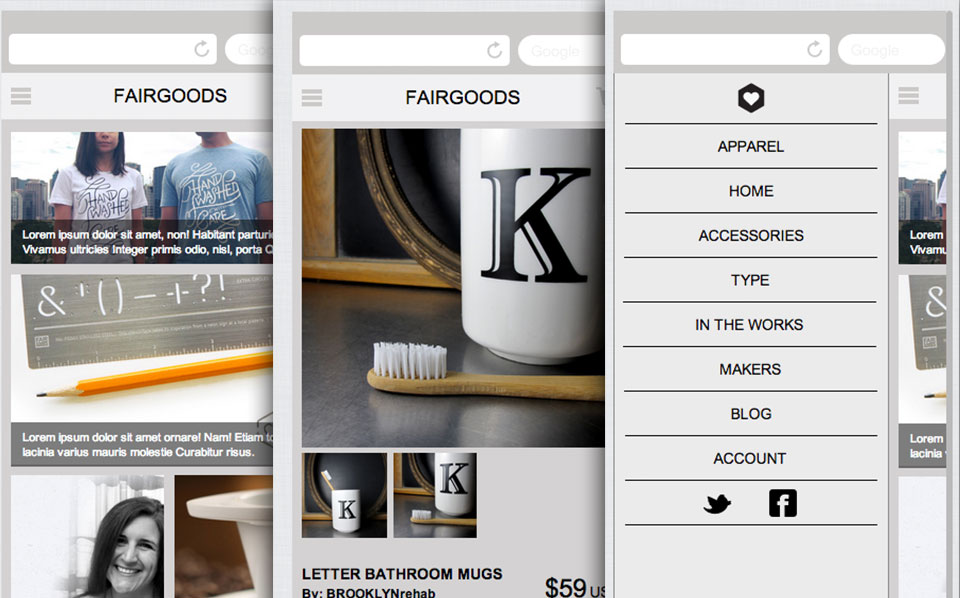 Goo
FAIRGOODS
HAND
WASHED
HAND
WASHED
Lorem ipsum dolor sit amet, non! Habitant parturie
Vivamus ultricies Integer primis odio, nisl, porta Q
& ' ( ) — -+? !
Lorem ipsum dolor sit amet ornare! Nam! Etiam to
lacinia varius mauris molestie Curabitur risus.
Google
FAIRGOODS
K
K
K
LETTER BATHROOM MUGS
By: BROOKLYNrehab
$59 US
Google
APPAREL
HOME
ACCESSORIES
TYPE
IN THE WORKS
MAKERS
BLOG
ACCOUNT
f
Lorem
Vivamu
&
Lorem
lacinia